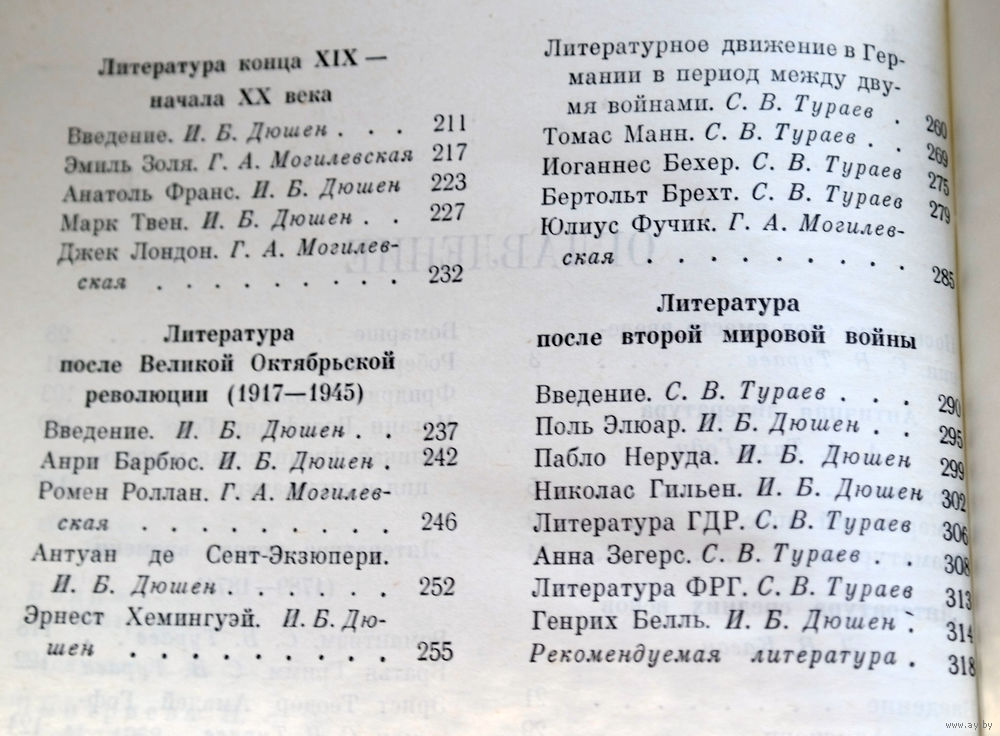 Литература конца XIX —
начала XX века
Введение. И. Б. Дюшен . . . 211
Эмиль Золя. Г. А. Могилевская 217
Анатоль Франс. И. Б. Дюшен 223
Марк Твен. И. Б. Дюшен . . 227
Джек Лондон. Г. А. Могилев-
ская . . . . . . . . . 232
Литература
после Великой Октябрьской
революции (1917—1945)
Введение. И. Б. Дюшен . . 237
Анри Барбюс. И. Б. Дюшен . 242
Ромен Роллан. Г. А. Могилев-
ская . . . . . . . . . 246
Антуан де Сент-Экзюпери.
И. Б. Дюшен . . . . . . 252
Эрнест Хемингуэй. И. Б. Дю-
шен . . . . . . . . . 255
Литературное движение в Гер-
мании в период между дву-
мя войнами. С. В. Тураев . 260
Томас Манн. С. В. Тураев . . 269
Иоганнес Бехер. С. В. Тураев 275
Бертольт Брехт. С. В. Тураев 279
Юлиус Фучик. Г. А. Могилев-
ская . . . . . . . . . 285
Литература
после второй мировой войны
Введение. С. В. Тураев . . . 290
Поль Элюар. И. Б. Дюшен . . 295
Пабло Неруда. И. Б. Дюшен 299
Николас Гильен. И. Б. Дюшен 302
Литература ГДР. С. В. Тураев 306
Анна Зегерс. С. В. Тураев . . 308
Литература ФРГ. С. В. Тураев 313
Генрих Белль. И. Б. Дюшен . 314
Рекомендуемая литература . 318
www.ay.by